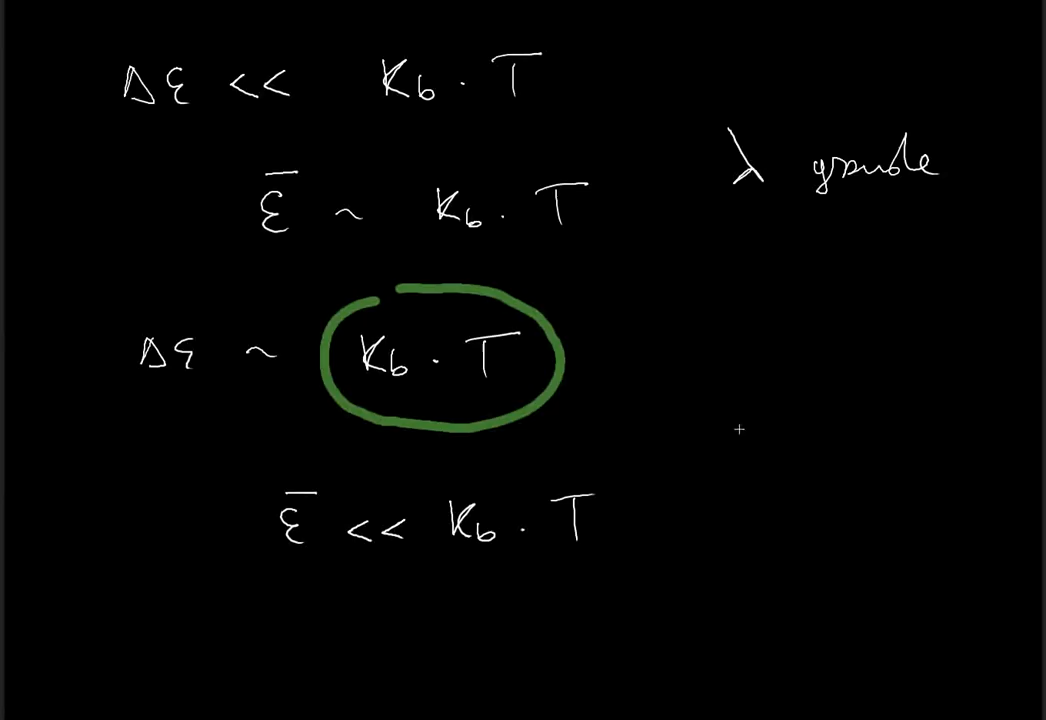 Δε << Kb · T
λ grande
ε̅ ~ Kb · T
Δε ~ Kb · T
ε̅ << Kb · T